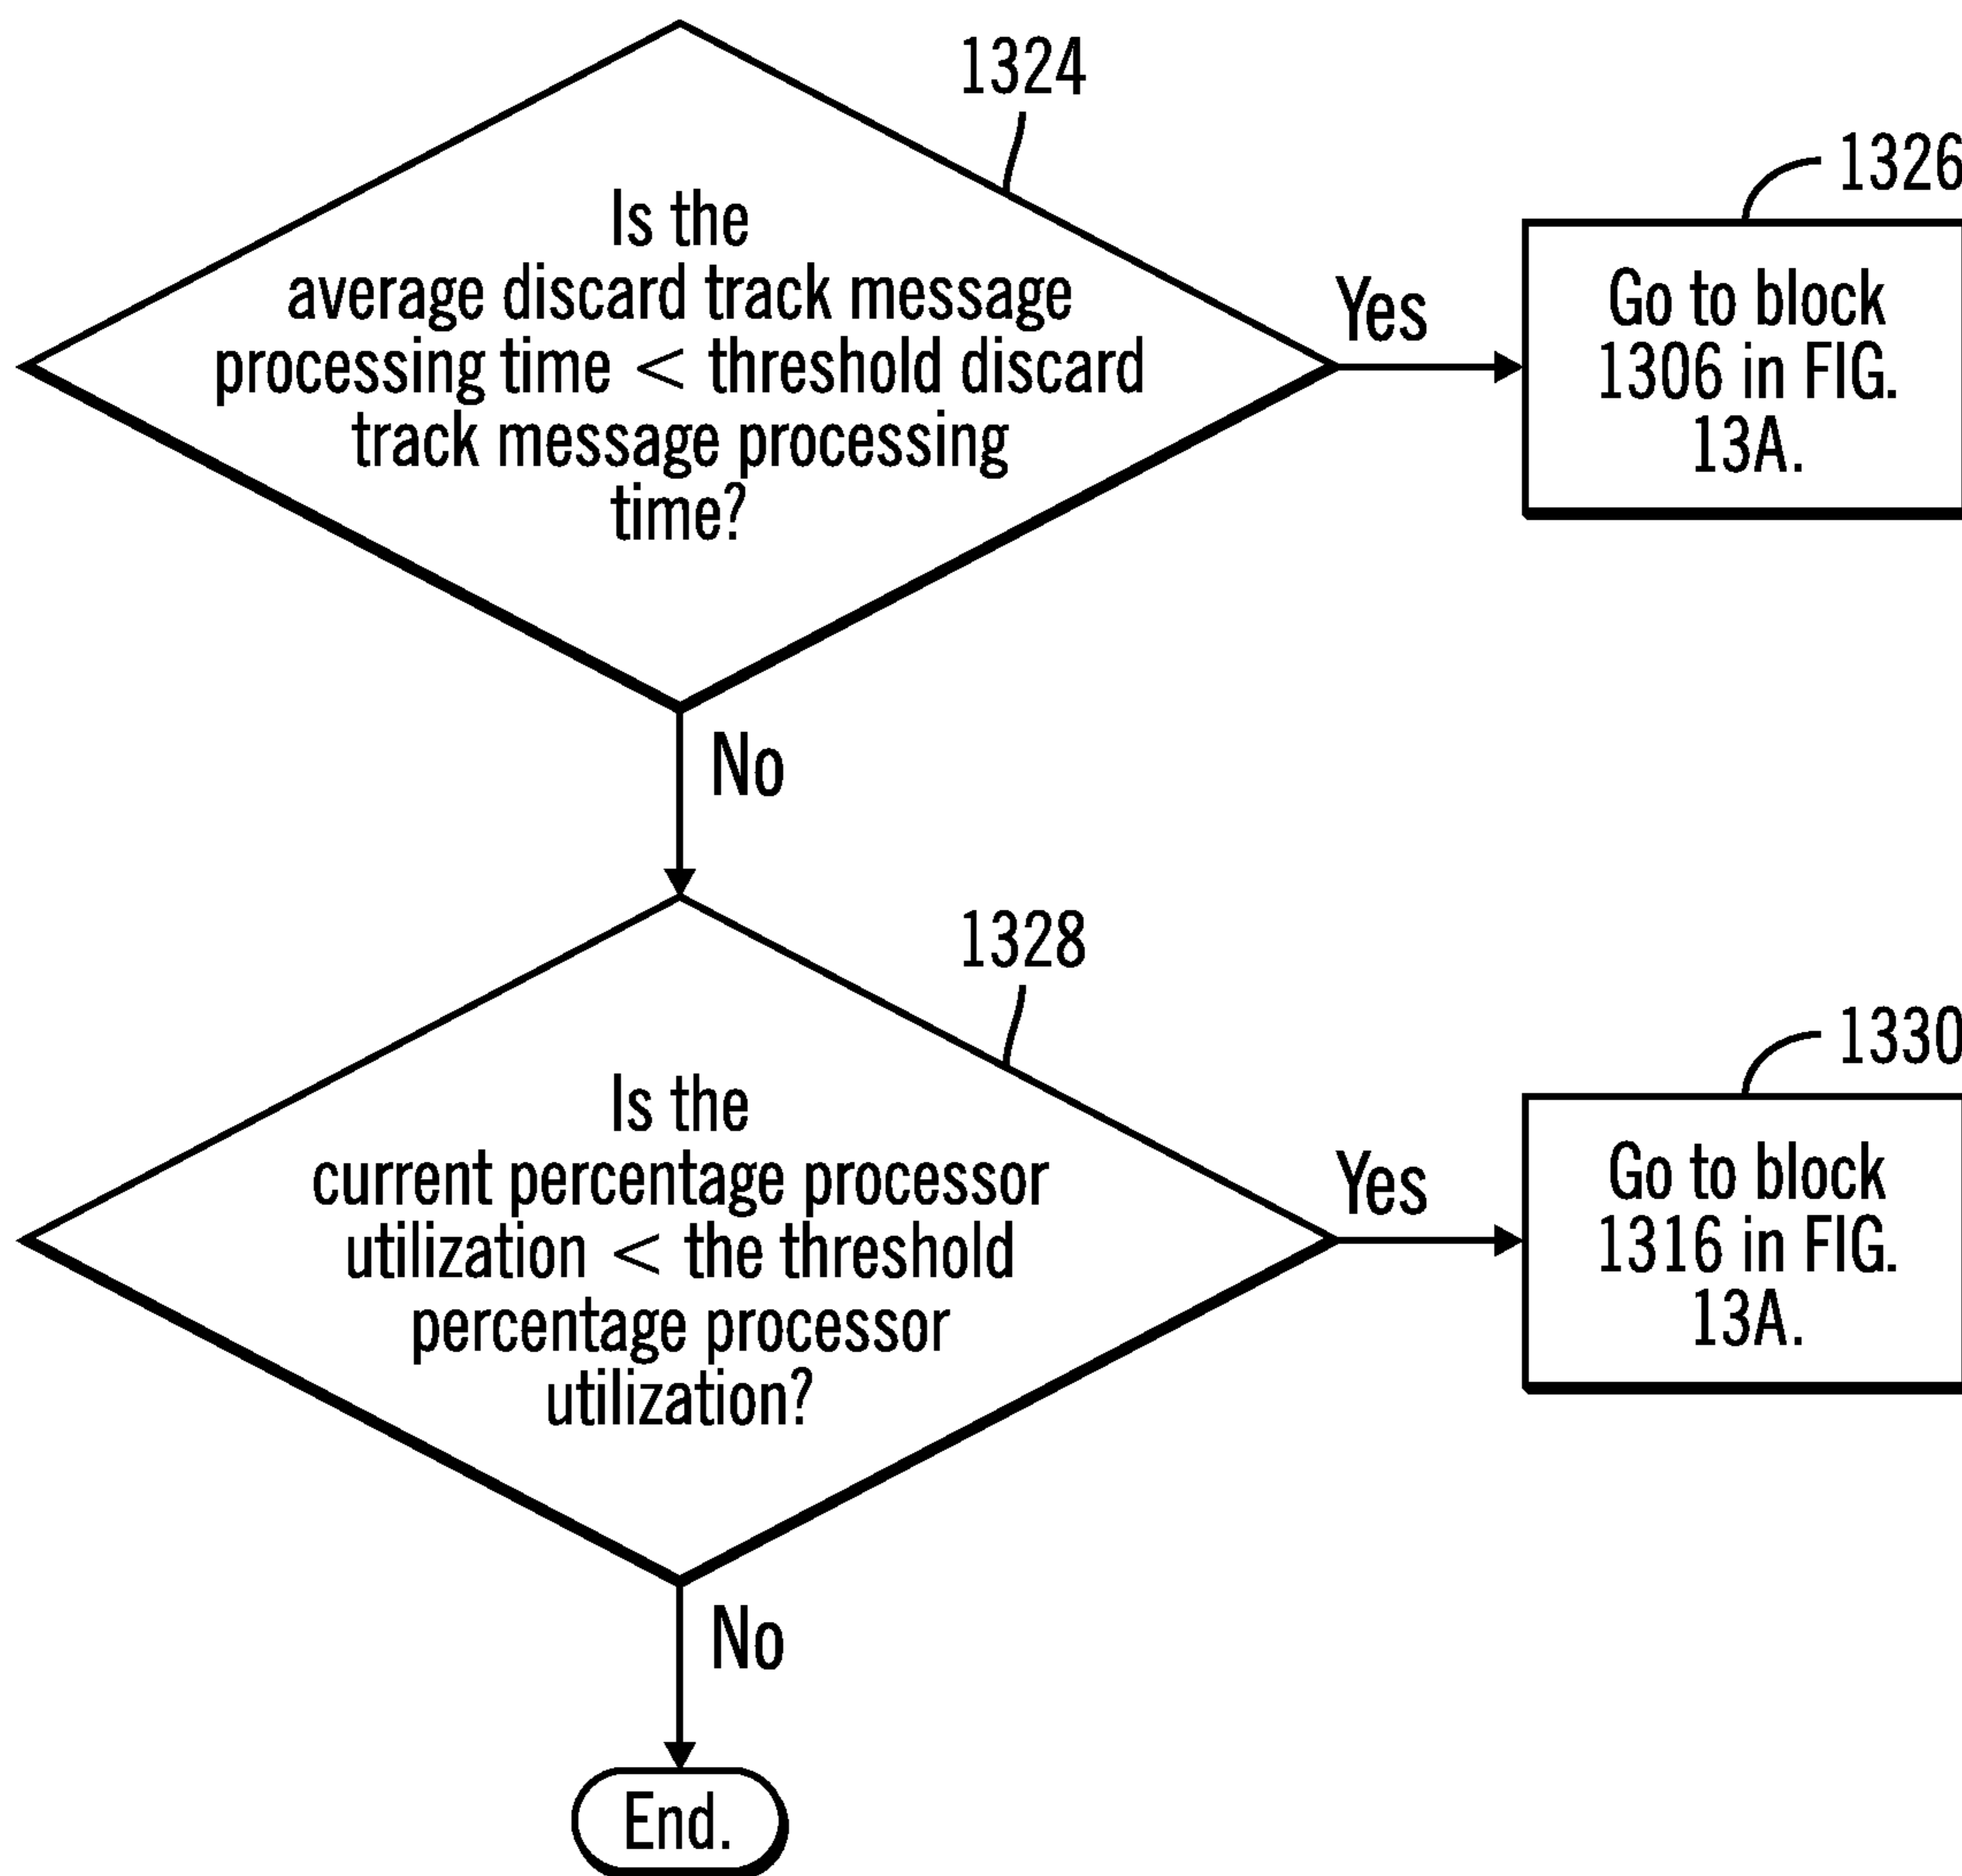 1324
Is the
average discard track message
processing time < threshold discard
track message processing
time?
Yes
1326
Go to block
1306 in FIG.
13A.
No
1328
Is the
current percentage processor
utilization < the threshold
percentage processor
utilization?
Yes
1330
Go to block
1316 in FIG.
13A.
No
End.